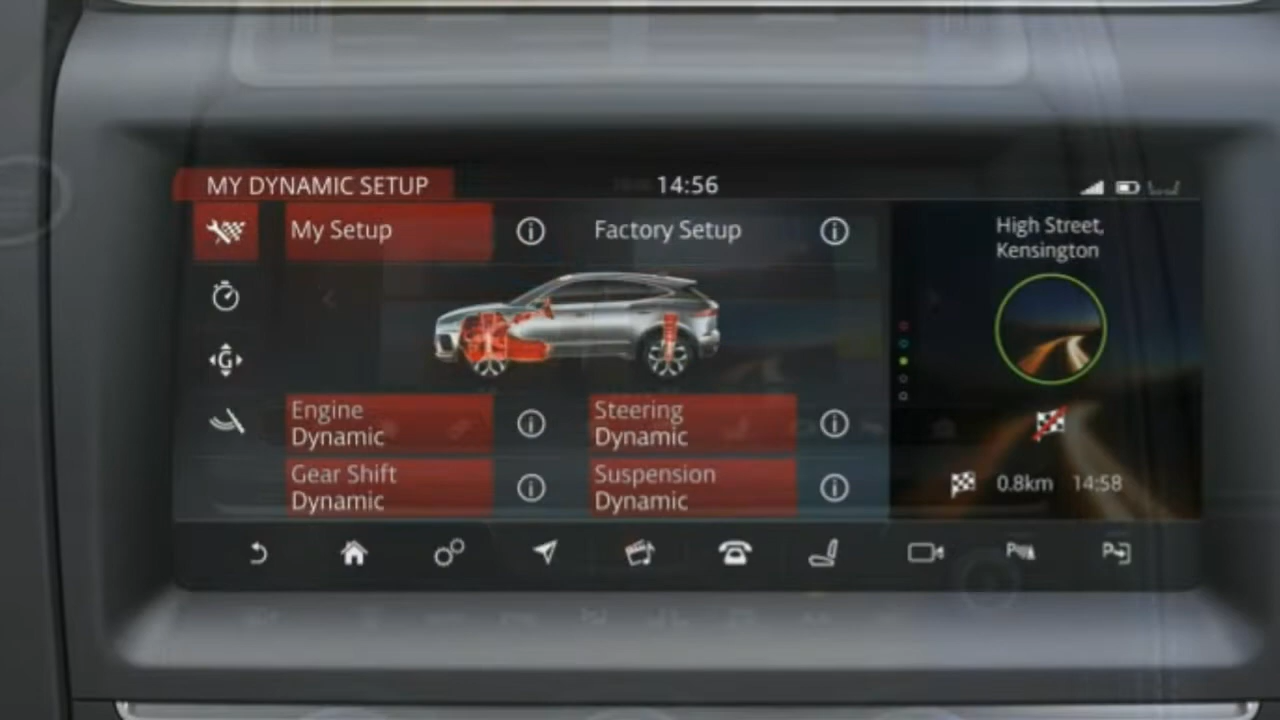 MY DYNAMIC SETUP
14:56
My Setup
Factory Setup
High Street,
Kensington
G
Engine
Dynamic
Steering
Dynamic
Gear Shift
Dynamic
Suspension
Dynamic
0.8km 14:58